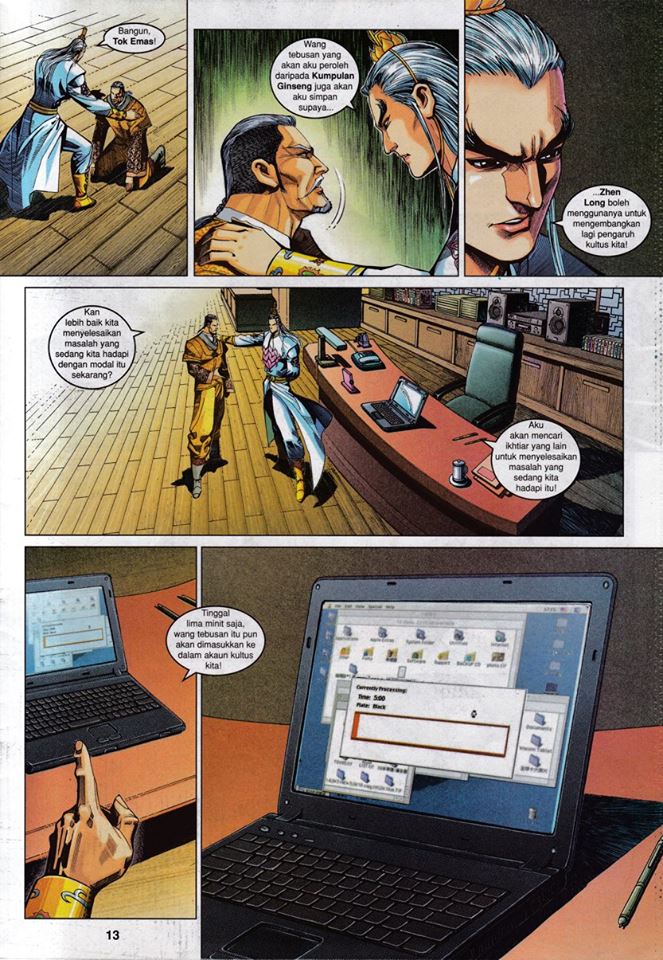 Bangun,
Tok Emas!
Wang
tebusan yang
akan aku peroleh
daripada Kumpulan
Ginseng juga akan
aku simpan
supaya...
...Zhen
Long boleh
menggunanya untuk
mengembangkan
lagi pengaruh
kultus kita!
Kan
lebih baik kita
menyelesaikan
masalah yang
sedang kita hadapi
dengan modal itu
sekarang?
Aku
akan mencari
ikhtiar yang lain
untuk menyelesaikan
masalah yang
sedang kita
hadapi itu!
Tinggal
lima minit saja,
wang tebusan itu pun
akan dimasukkan ke
dalam akaun kultus
kita!
Currently Processing:
Time: 5:00
Plate: Black
Documents
13